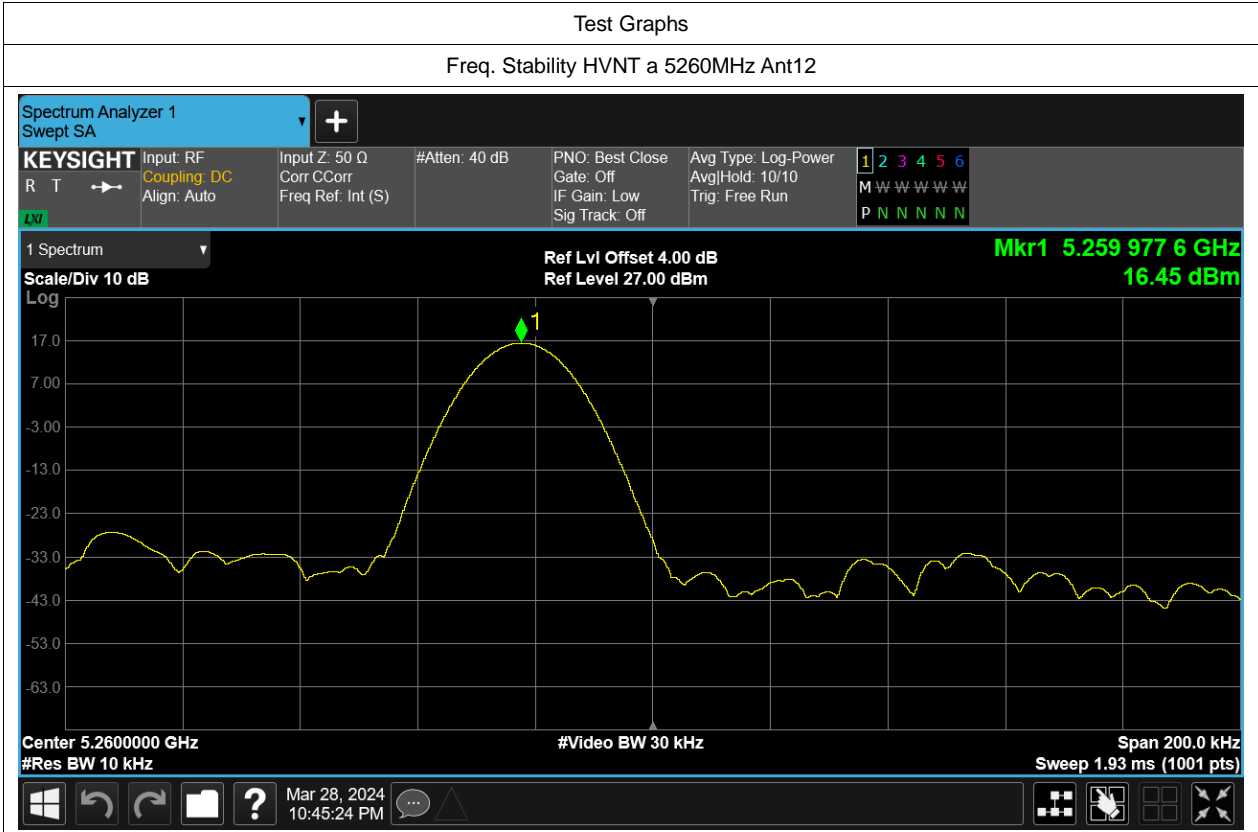 Test Graphs
Freq. Stability HVNT a 5260MHz Ant12
Spectrum Analyzer 1
Swept SA
KEYSIGHT
R T
LXI
Input: RF
Coupling: DC
Align: Auto
Input Z: 50 Ω
Corr CCorr
Freq Ref: Int (S)
#Atten: 40 dB
PNO: Best Close
Gate: Off
IF Gain: Low
Sig Track: Off
Avg Type: Log-Power
Avg|Hold: 10/10
Trig: Free Run
1 2 3 4 5 6
M W W W W W
P N N N N N
1 Spectrum
Scale/Div 10 dB
Log
Ref Lvl Offset 4.00 dB
Ref Level 27.00 dBm
Mkr1 5.259 977 6 GHz
16.45 dBm
1
17.0
7.00
-3.00
-13.0
-23.0
-33.0
-43.0
-53.0
-63.0
Center 5.2600000 GHz
#Video BW 30 kHz
Span 200.0 kHz
#Res BW 10 kHz
Sweep 1.93 ms (1001 pts)
?
Mar 28, 2024
10:45:24 PM